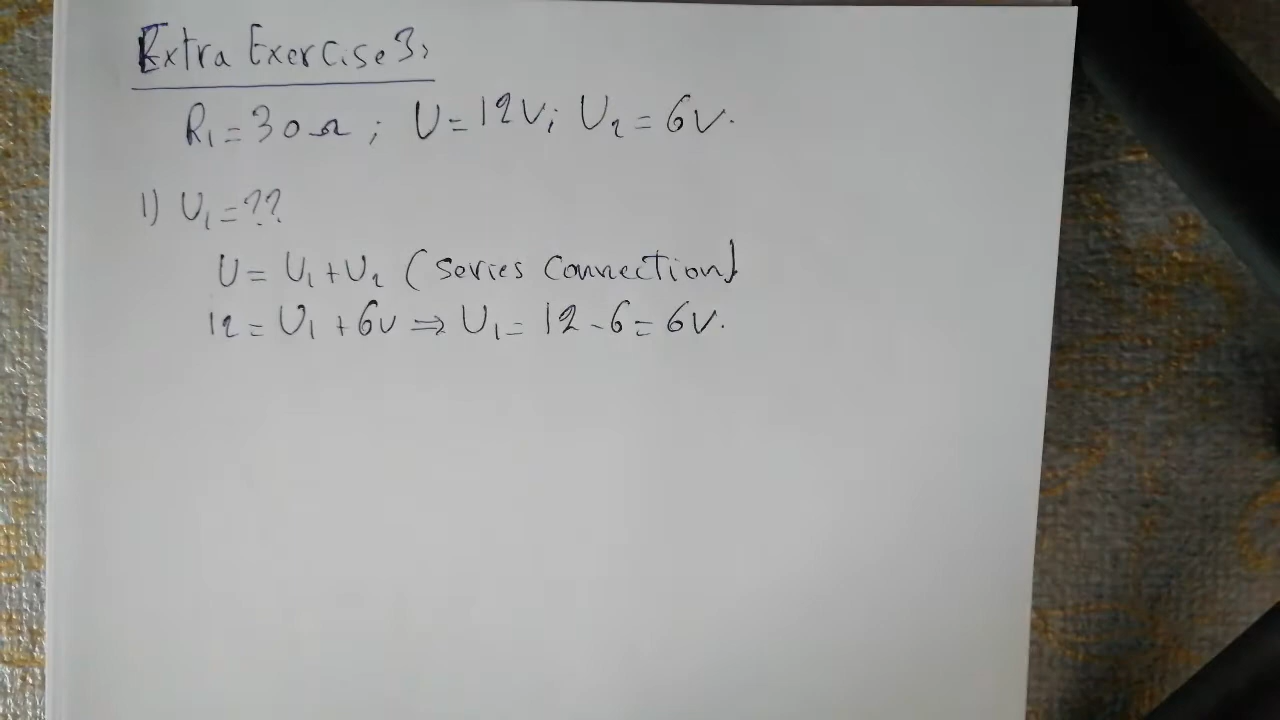 Extra Exercise 3:
R₁ = 30Ω ; U = 12V; U₂ = 6V.
1) U₁ = ??
U = U₁ + U₂ (series connection)
12 = U₁ + 6V ⇒ U₁ = 12 - 6 = 6V.